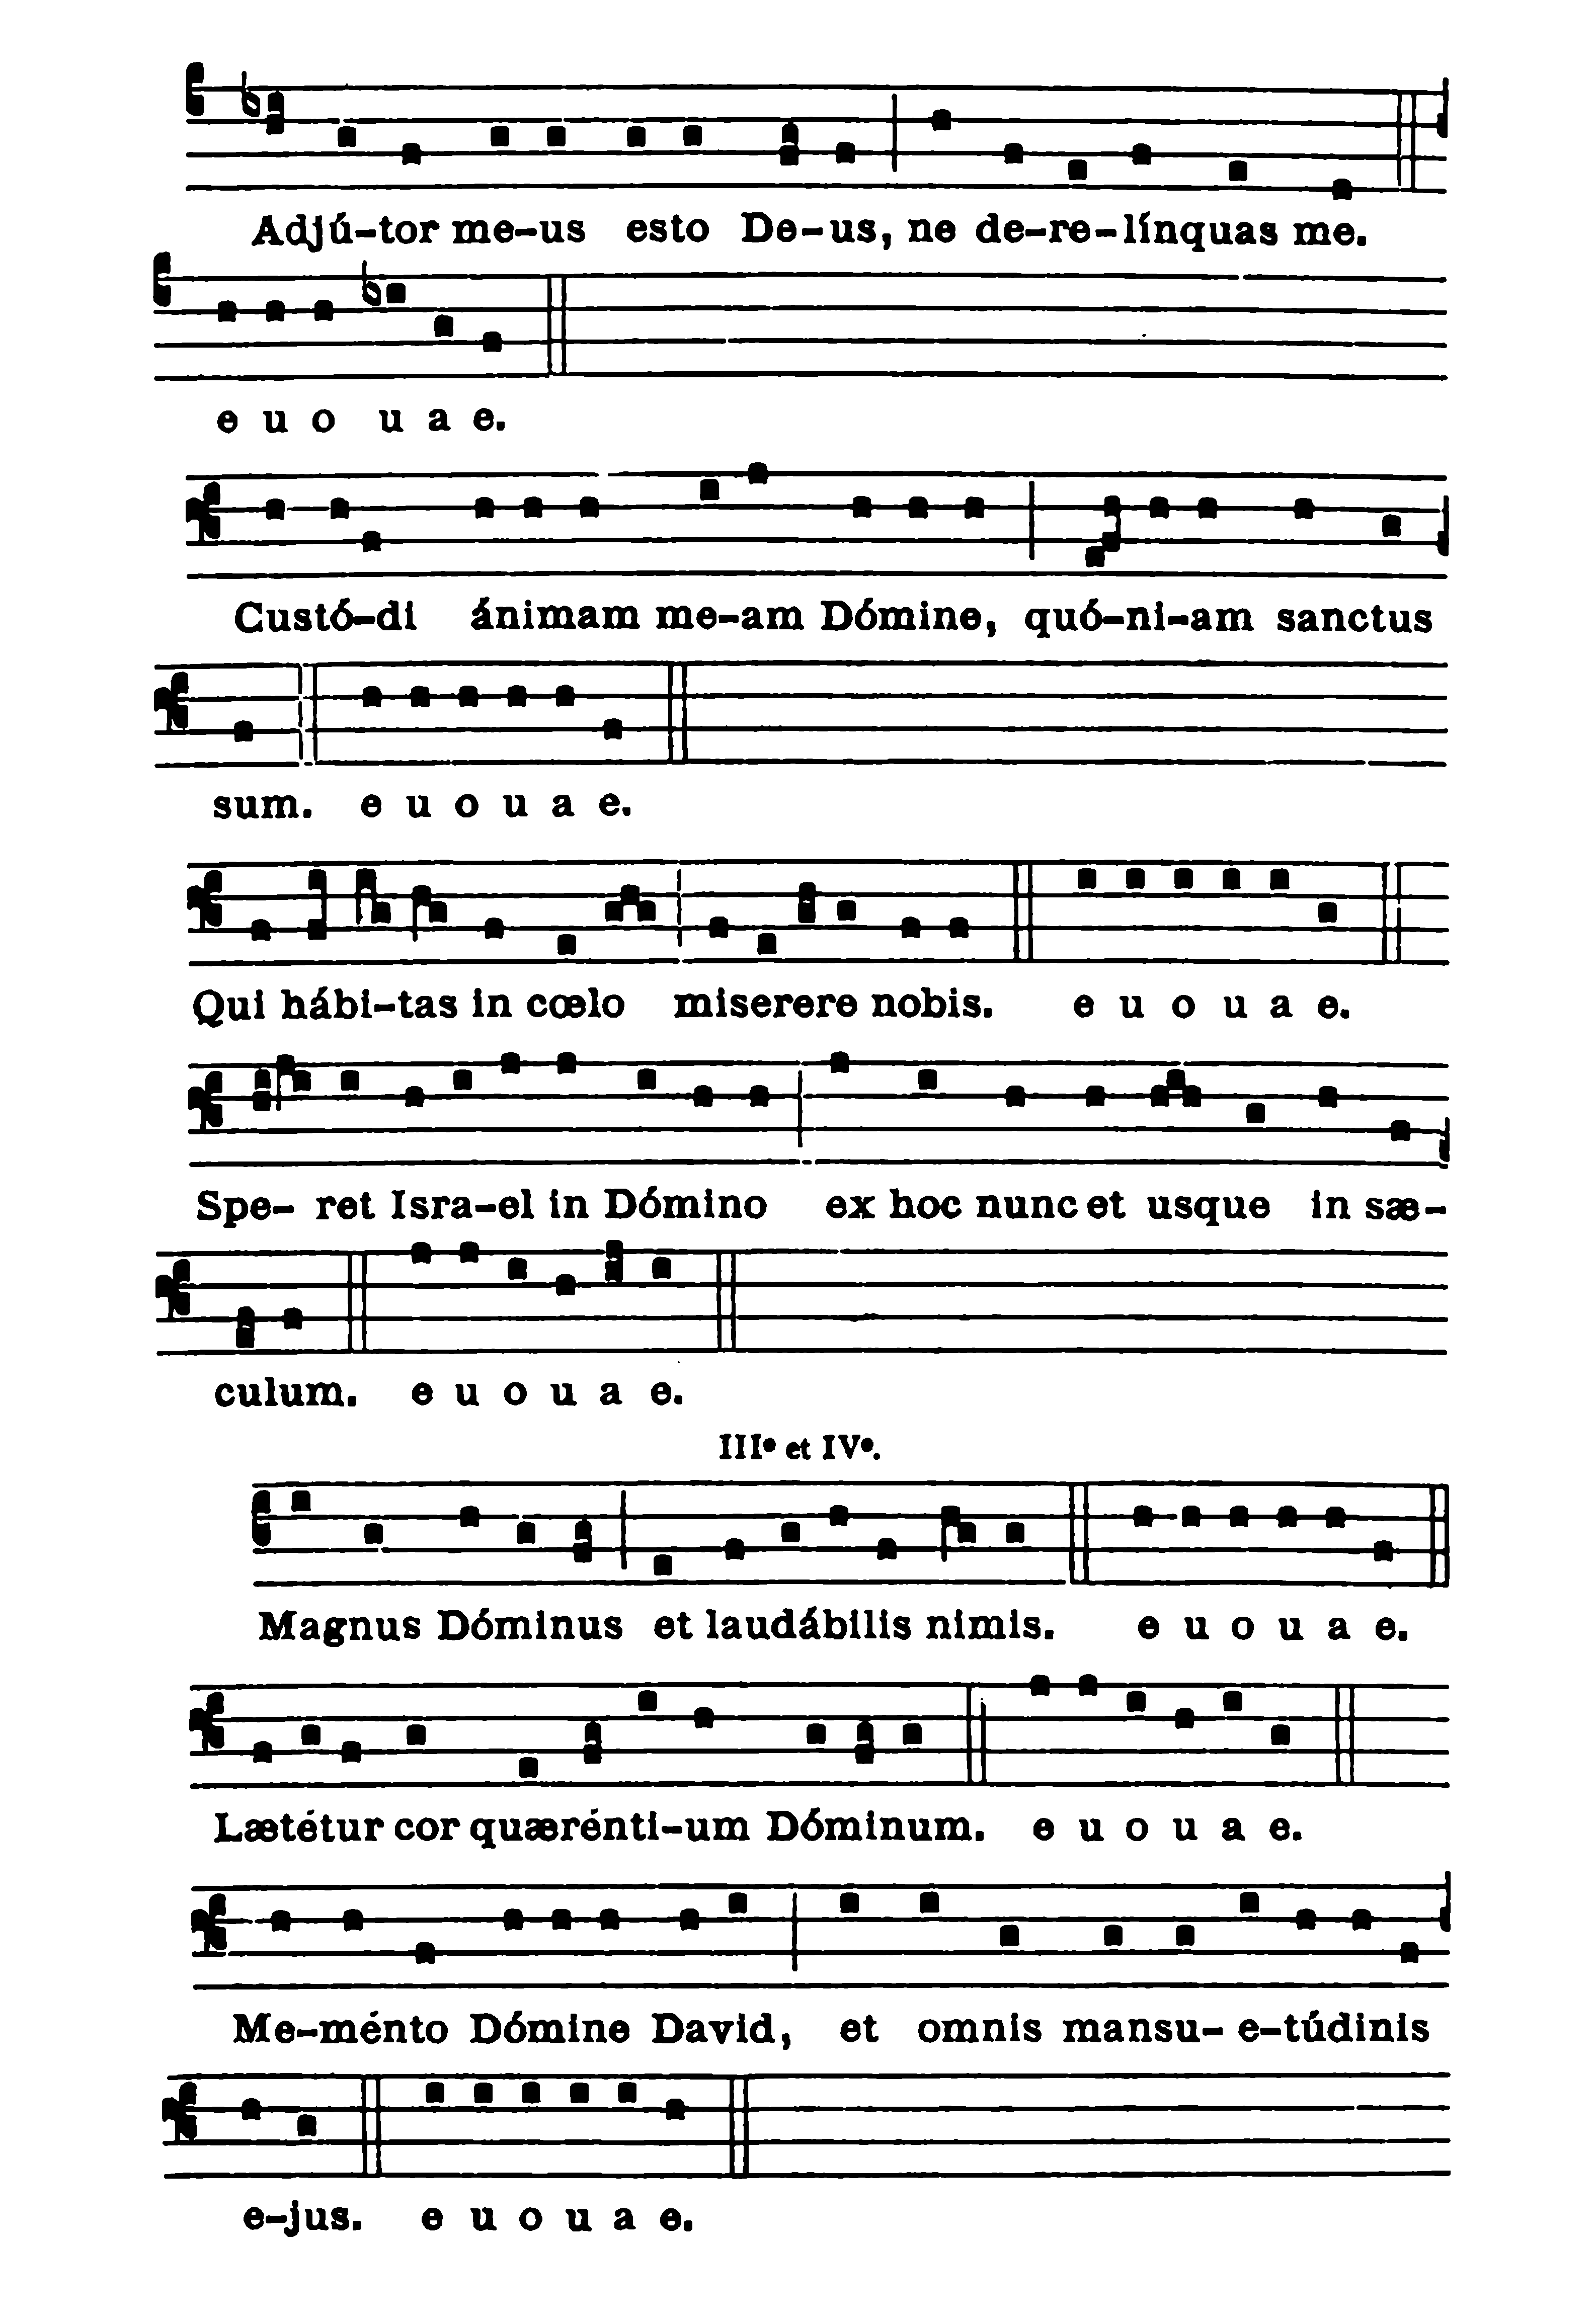 Adjú-tor me-us esto De-us, ne de-re-línquas me.
e u o u a e.
Custó-di ánimam me-am Dómine, quó-ni-am sanctus
sum. e u o u a e.
Qui hábi-tas in cœlo miserere nobis. e u o u a e.
Spe- ret Isra-el in Dómino ex hoc nunc et usque in sæ-
culum. e u o u a e.
IIIº et IVº.
Magnus Dóminus et laudábilis nimis. e u o u a e.
Lætétur cor quærénti-um Dóminum. e u o u a e.
Me-ménto Dómine David, et omnis mansu- e-túdinis
e-jus. e u o u a e.